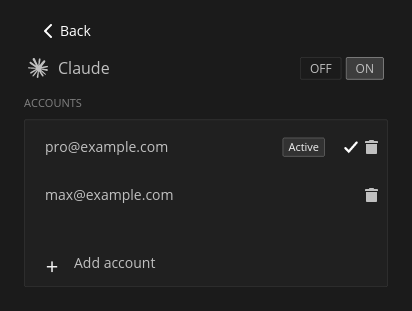 Back
Claude
OFF ON
ACCOUNTS
pro@example.com Active
max@example.com
+ Add account